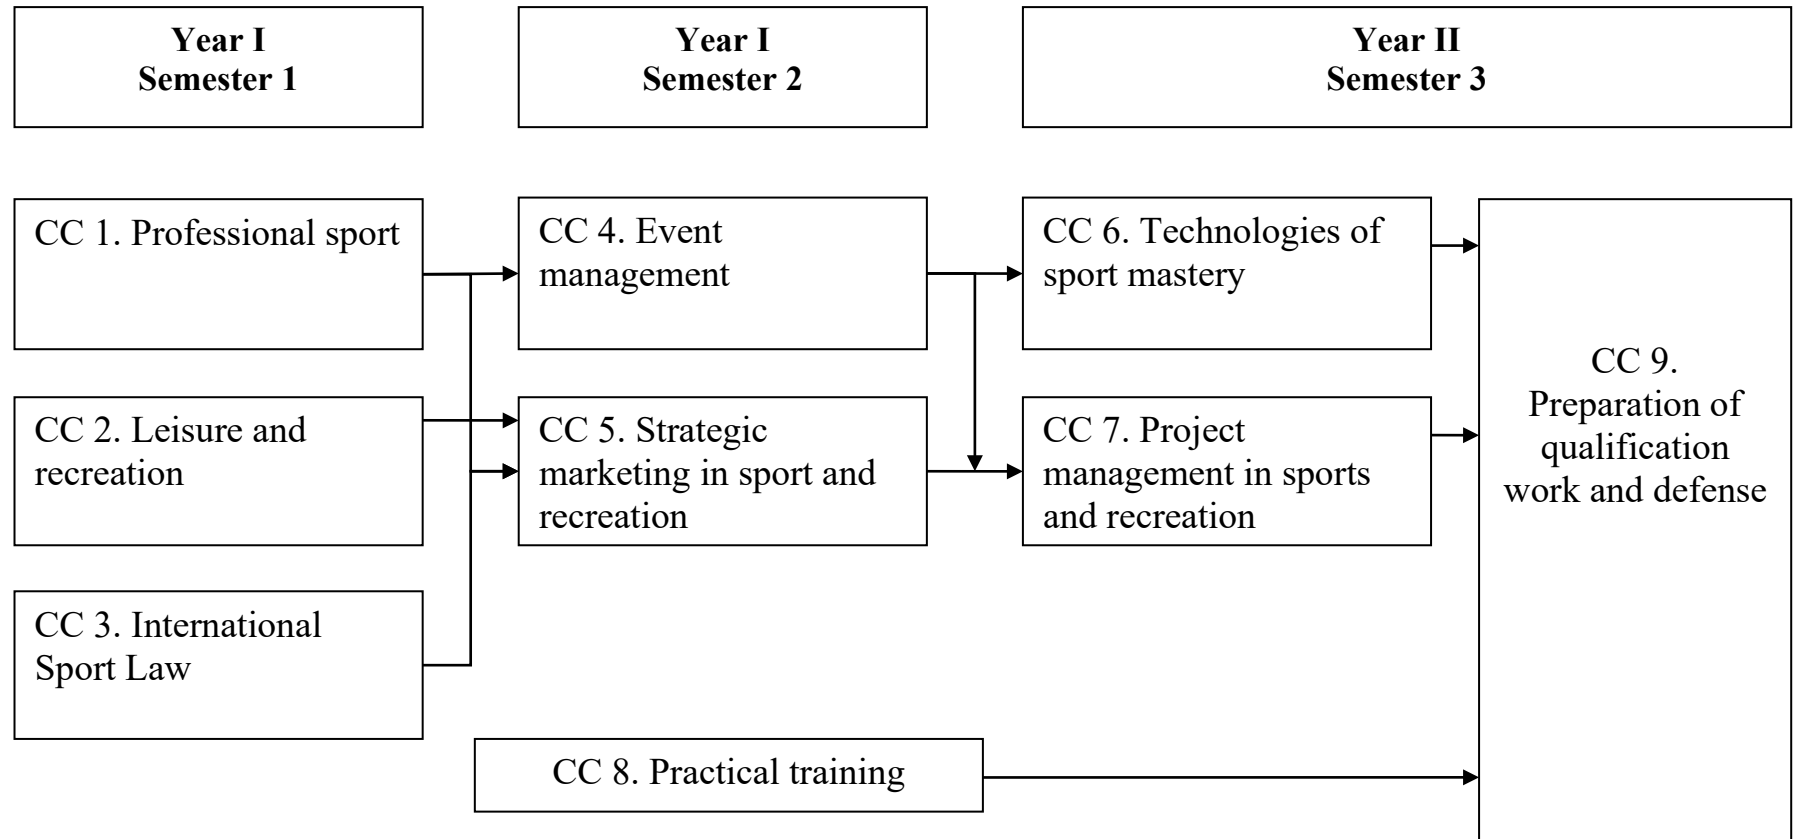 Year I
Semester 1
Year I
Semester 2
Year II
Semester 3
CC 1. Professional sport
CC 4. Event
management
CC 6. Technologies of
sport mastery
CC 2. Leisure and
recreation
CC 5. Strategic
marketing in sport and
recreation
CC 7. Project
management in sports
and recreation
CC 9.
Preparation of
qualification
work and defense
CC 3. International
Sport Law
CC 8. Practical training